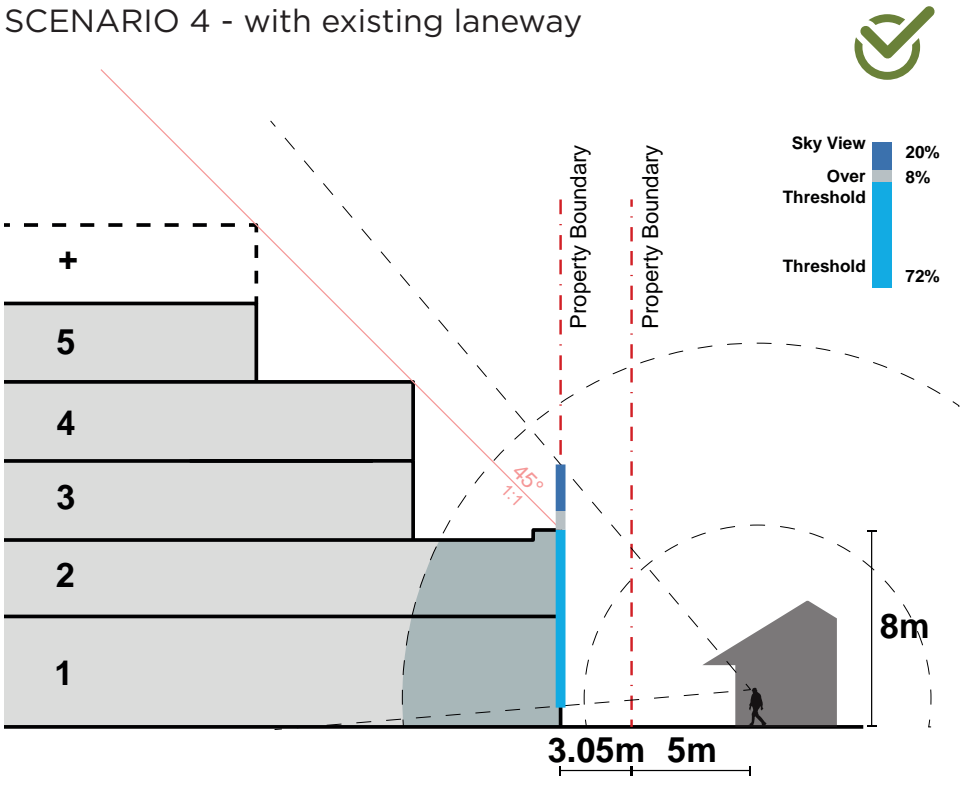 SCENARIO 4 - with existing laneway
Sky View 20%
Over 8%
Threshold
Threshold 72%
Property Boundary
Property Boundary
+
5
4
3
2
1
45°
1:1
8m
3.05m 5m